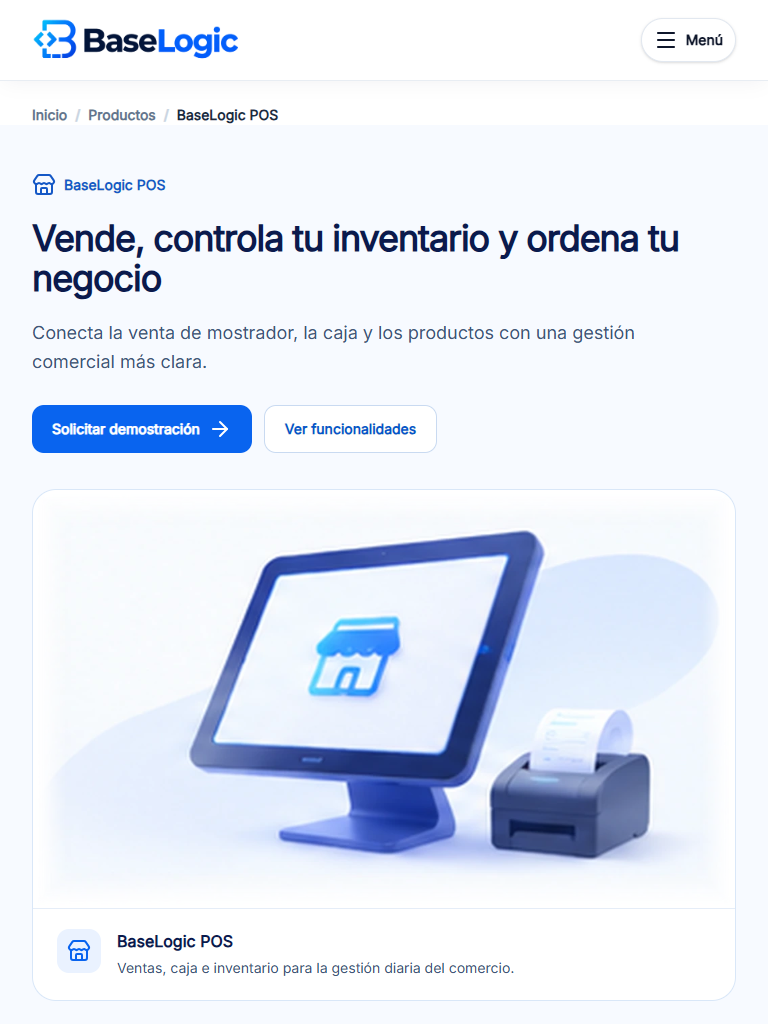 BaseLogic
Menú
Inicio / Productos / BaseLogic POS
BaseLogic POS
Vende, controla tu inventario y ordena tu
negocio
Conecta la venta de mostrador, la caja y los productos con una gestión
comercial más clara.
Solicitar demostración
Ver funcionalidades
BaseLogic POS
Ventas, caja e inventario para la gestión diaria del comercio.